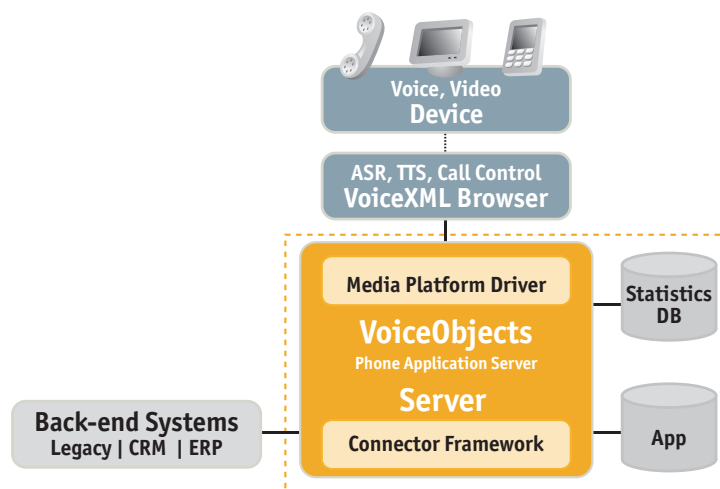 Voice, Video
Device
ASR, TTS, Call Control
VoiceXML Browser
Media Platform Driver
VoiceObjects
Phone Application Server
Server
Connector Framework
Statistics
DB
App
Back-end Systems
Legacy | CRM | ERP